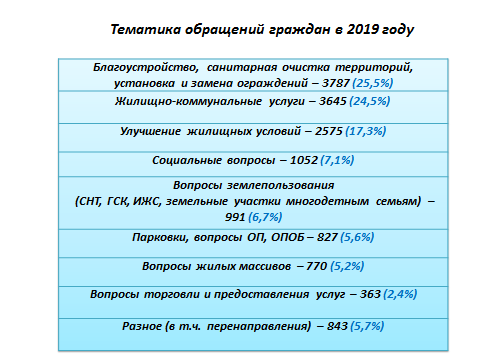 Тематика обращений граждан в 2019 году
Благоустройство, санитарная очистка территорий,
установка и замена ограждений – 3787 (25,5%)
Жилищно-коммунальные услуги – 3645 (24,5%)
Улучшение жилищных условий – 2575 (17,3%)
Социальные вопросы – 1052 (7,1%)
Вопросы землепользования
(СНТ, ГСК, ИЖС, земельные участки многодетным семьям) –
991 (6,7%)
Парковки, вопросы ОП, ОПОБ – 827 (5,6%)
Вопросы жилых массивов – 770 (5,2%)
Вопросы торговли и предоставления услуг – 363 (2,4%)
Разное (в т.ч. перенаправления) – 843 (5,7%)